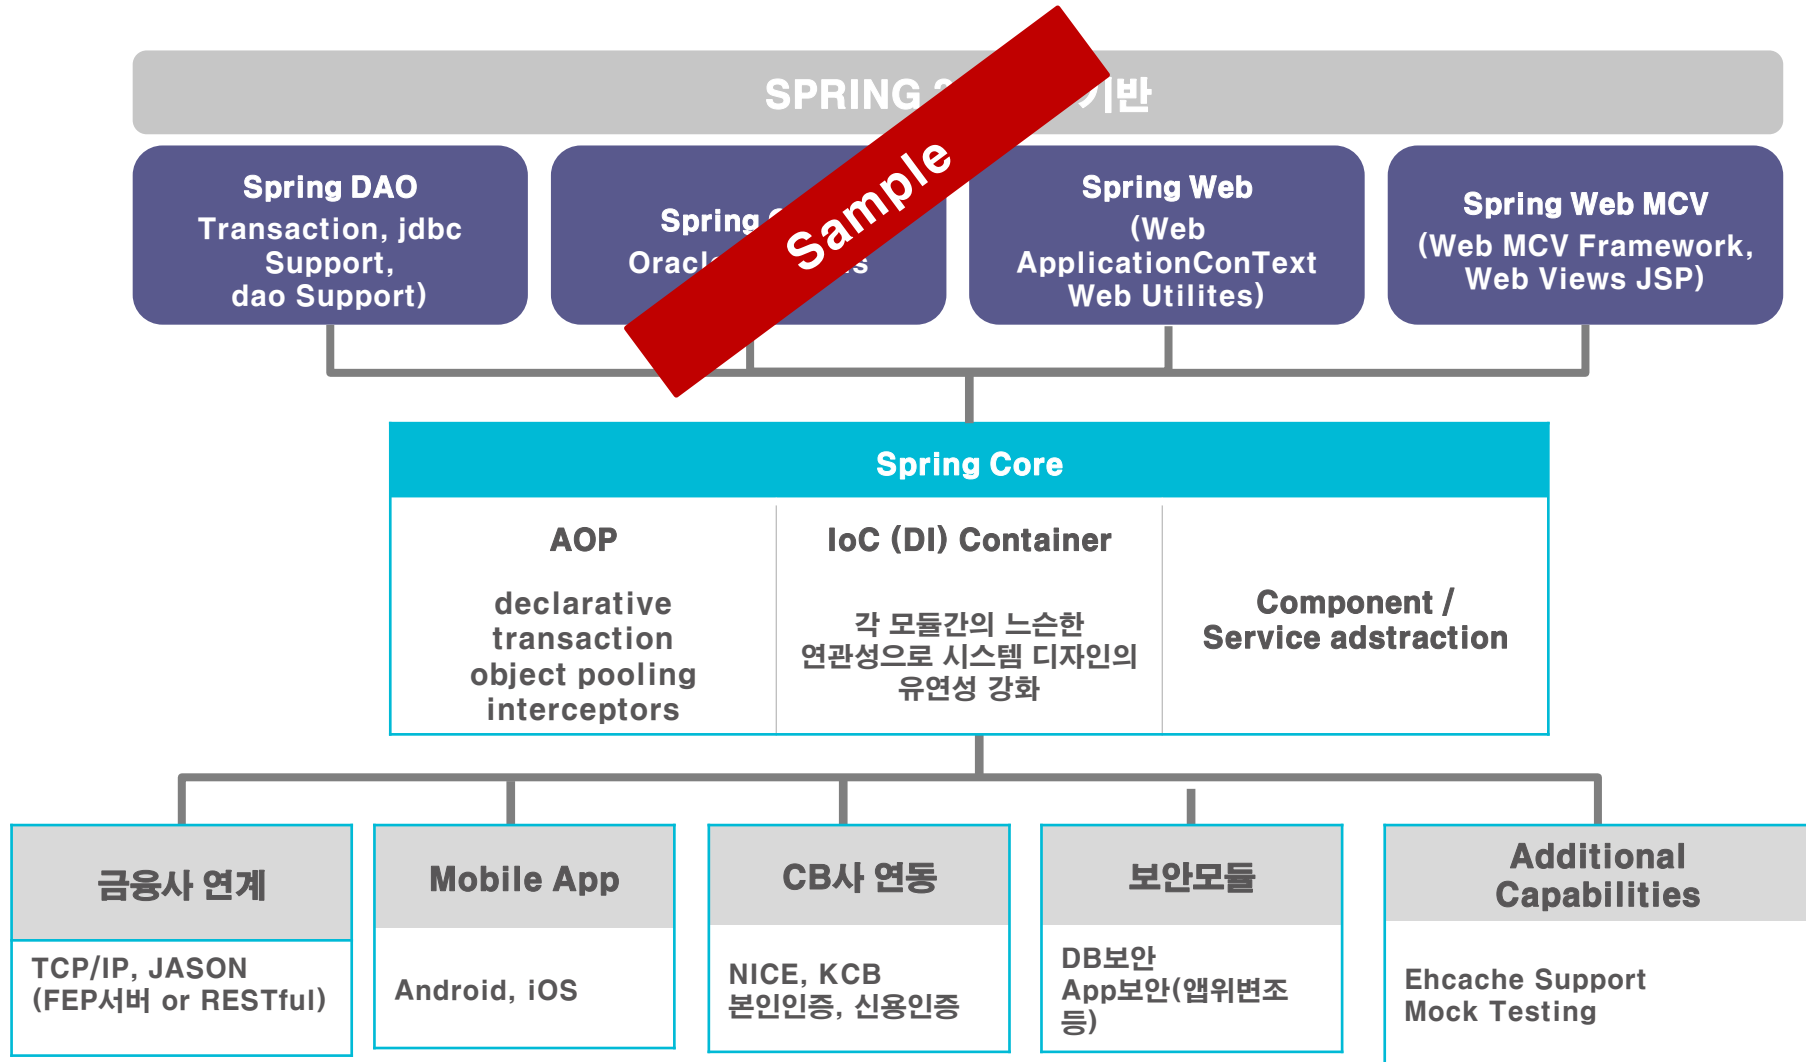 SPRING 기반
Sample
Spring DAO
Transaction, jdbc
Support,
dao Support)
Spring
Spring Web
(Web
ApplicationConText
Web Utilites)
Spring Web MCV
(Web MCV Framework,
Web Views JSP)
Spring Core
AOP
declarative
transaction
object pooling
interceptors
IoC (DI) Container
각 모듈간의 느슨한
연관성으로 시스템 디자인의
유연성 강화
Component /
Service adstraction
금융사 연계
TCP/IP, JASON
(FEP서버 or RESTful)
Mobile App
Android, iOS
CB사 연동
NICE, KCB
본인인증, 신용인증
보안모듈
DB보안
App보안(앱위변조
등)
Additional
Capabilities
Ehcache Support
Mock Testing